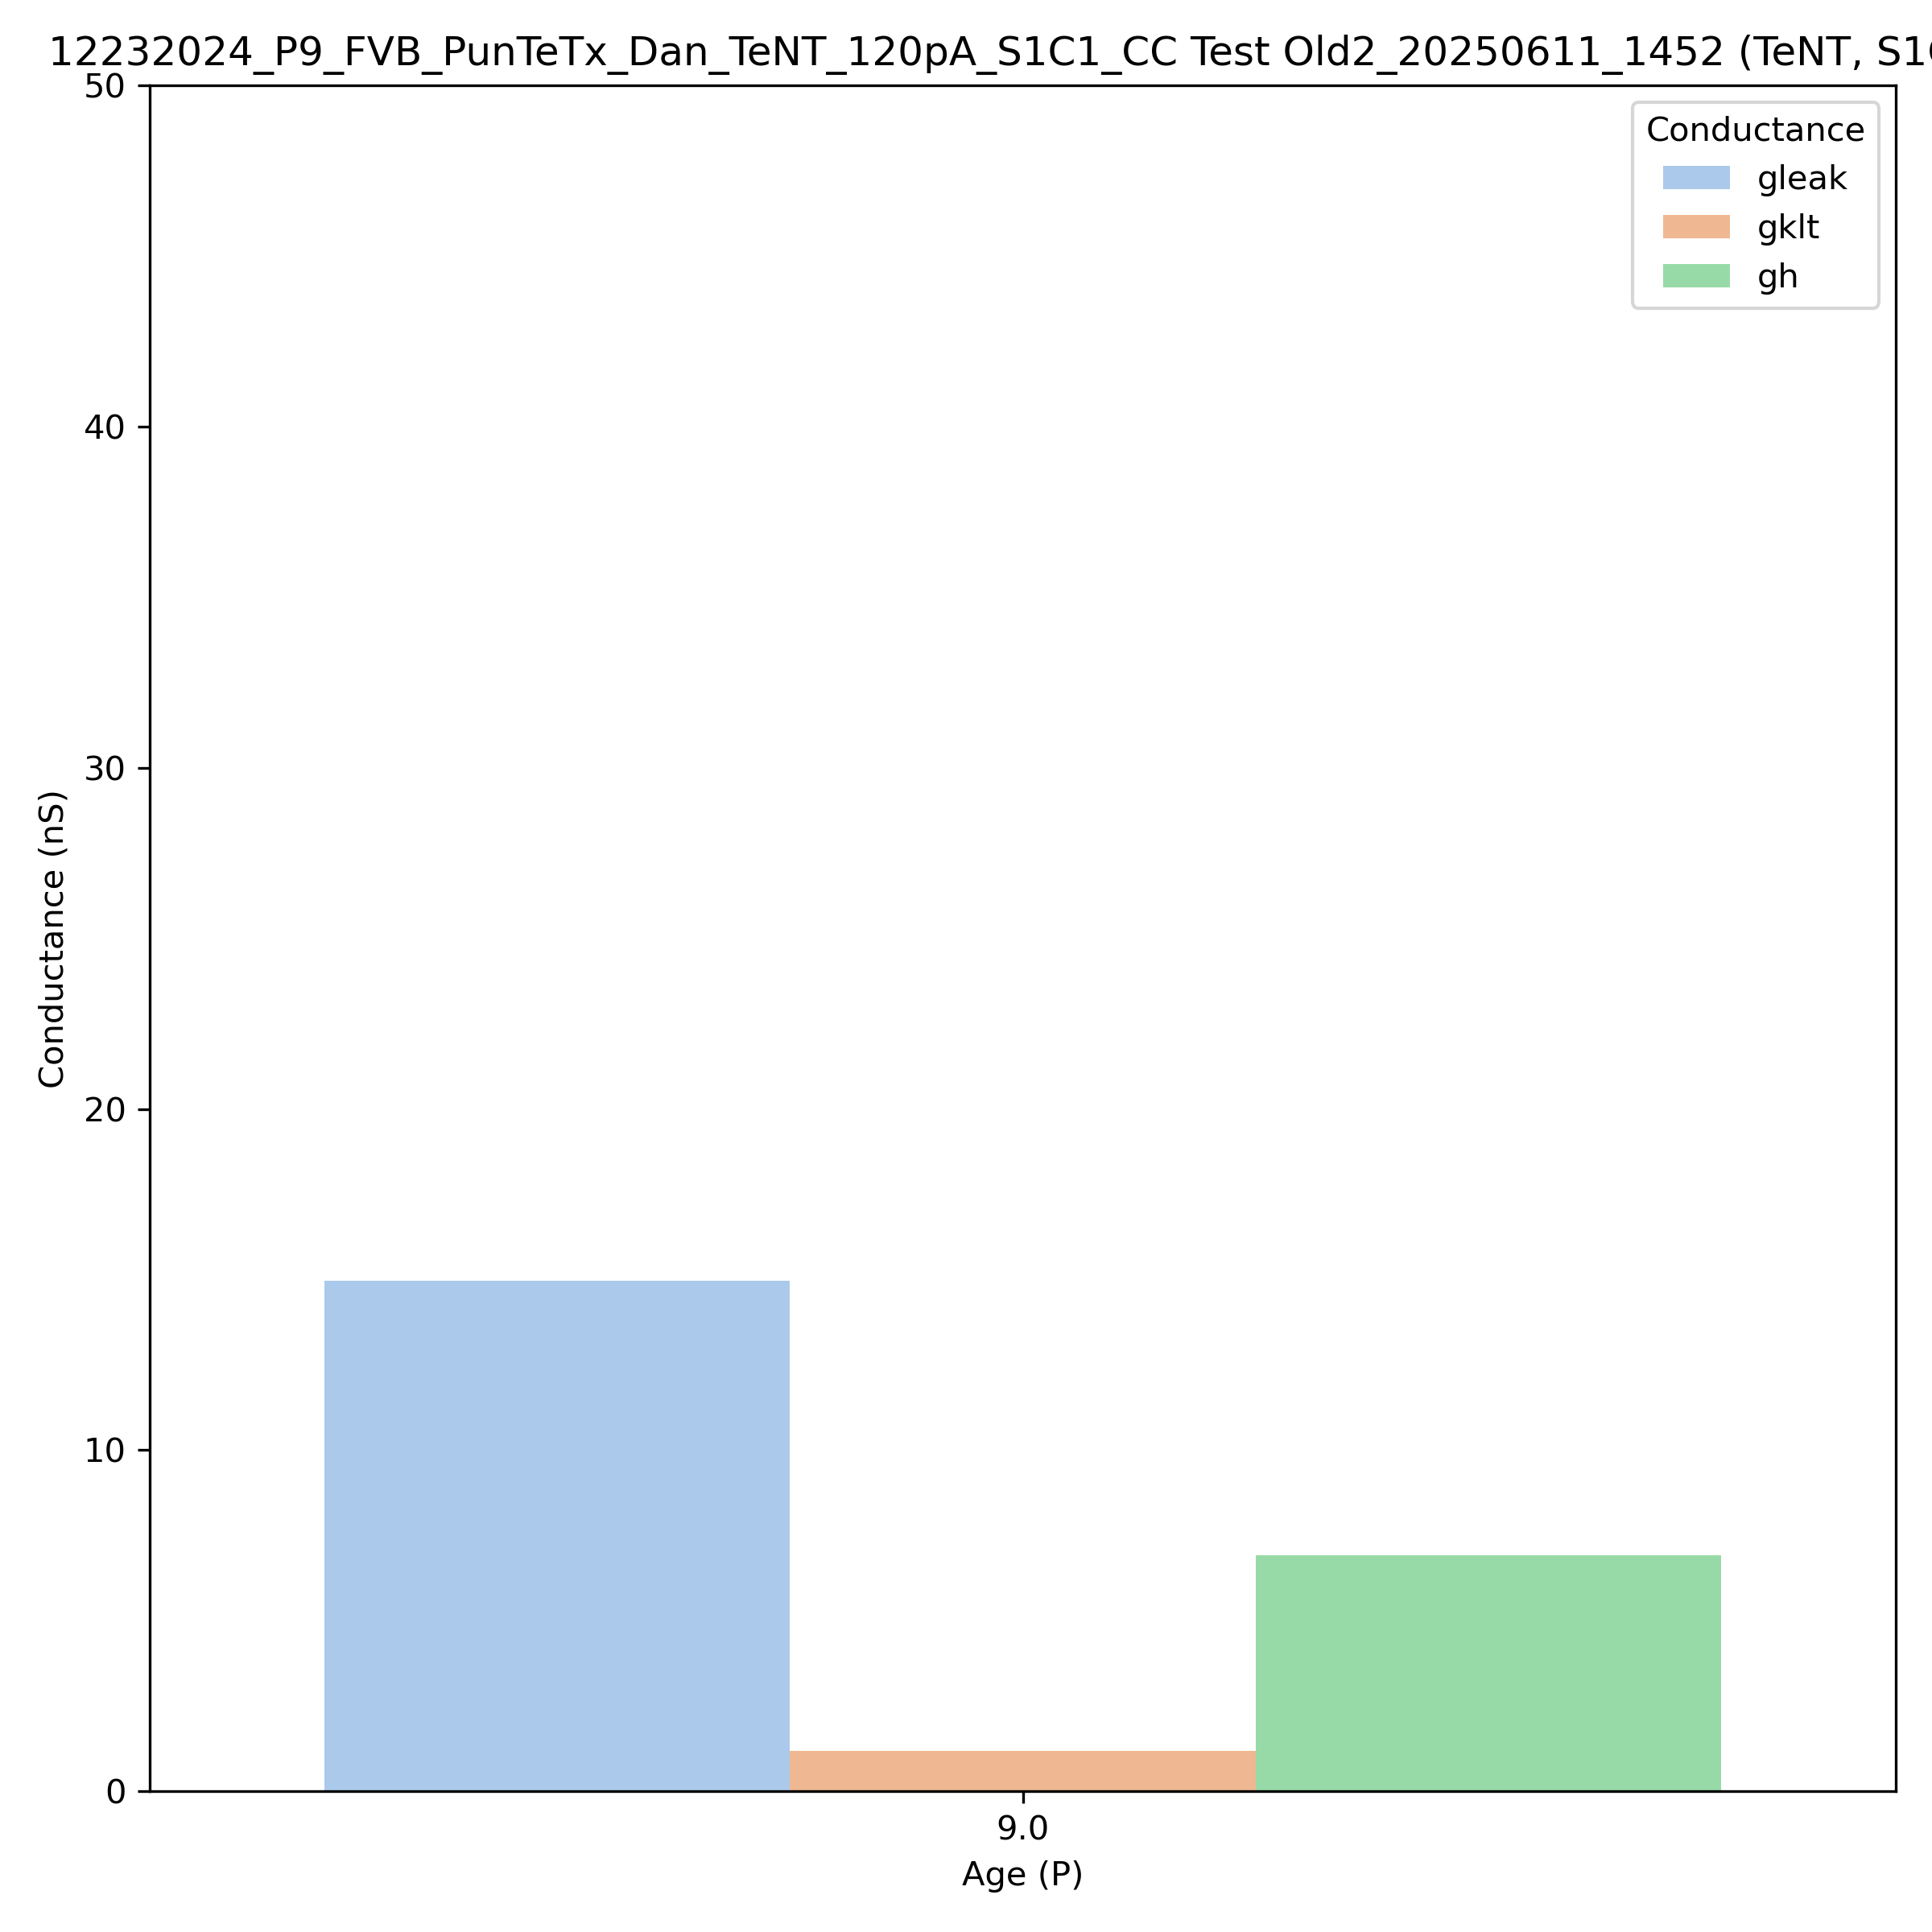 12232024_P9_FVB_PunTeTx_Dan_TeNT_120pA_S1C1_CC Test Old2_20250611_1452 (TeNT, S1
Conductance
gleak
gklt
gh
50
40
30
20
10
0
Conductance (nS)
9.0
Age (P)